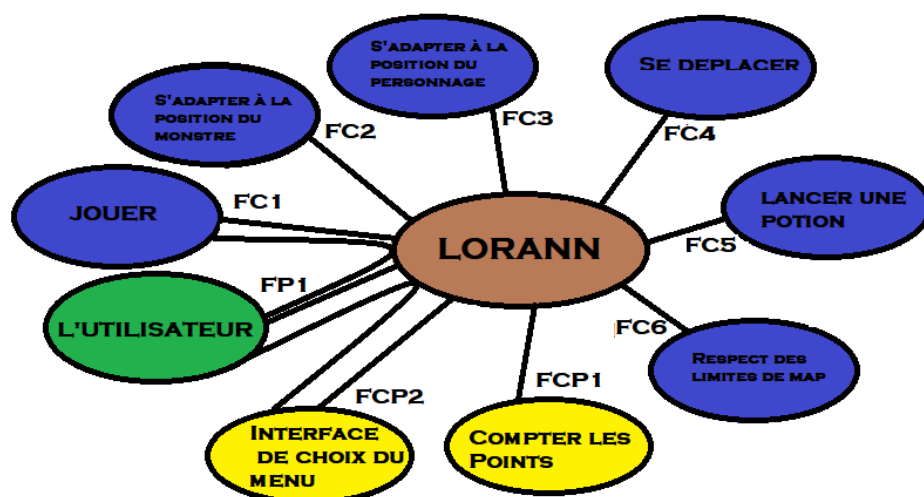 S'ADAPTER À LA
POSITION DU
PERSONNAGE
SE DEPLACER
S'ADAPTER À LA
POSITION DU
MONSTRE
FC2
FC3
FC4
JOUER
FC1
LORANN
LANCER UNE
POTION
FC5
FP1
L'UTILISATEUR
FC6
RESPECT DES
LIMITES DE MAP
FCP2
FCP1
INTERFACE
DE CHOIX DU
MENU
COMPTER LES
POINTS